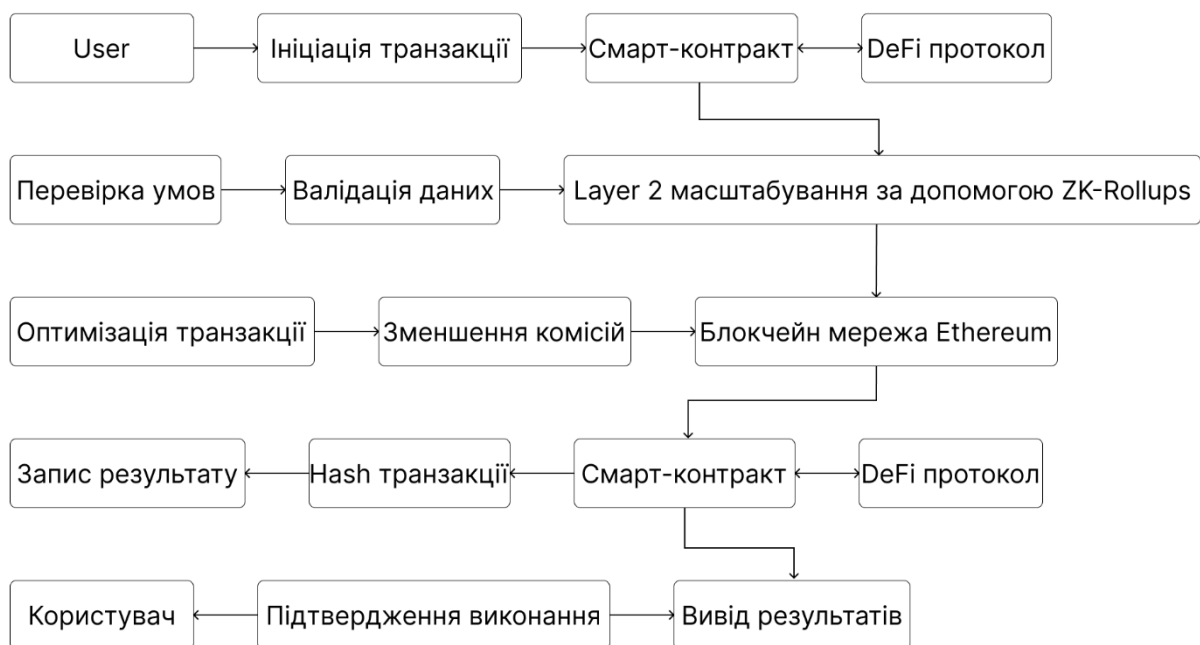 User
Ініціація транзакції
Смарт-контракт
DeFi протокол
Перевірка умов
Валідація даних
Layer 2 масштабування за допомогою ZK-Rollups
Оптимізація транзакції
Зменшення комісій
Блокчейн мережа Ethereum
Запис результату
Hash транзакції
Смарт-контракт
DeFi протокол
Користувач
Підтвердження виконання
Вивід результатів